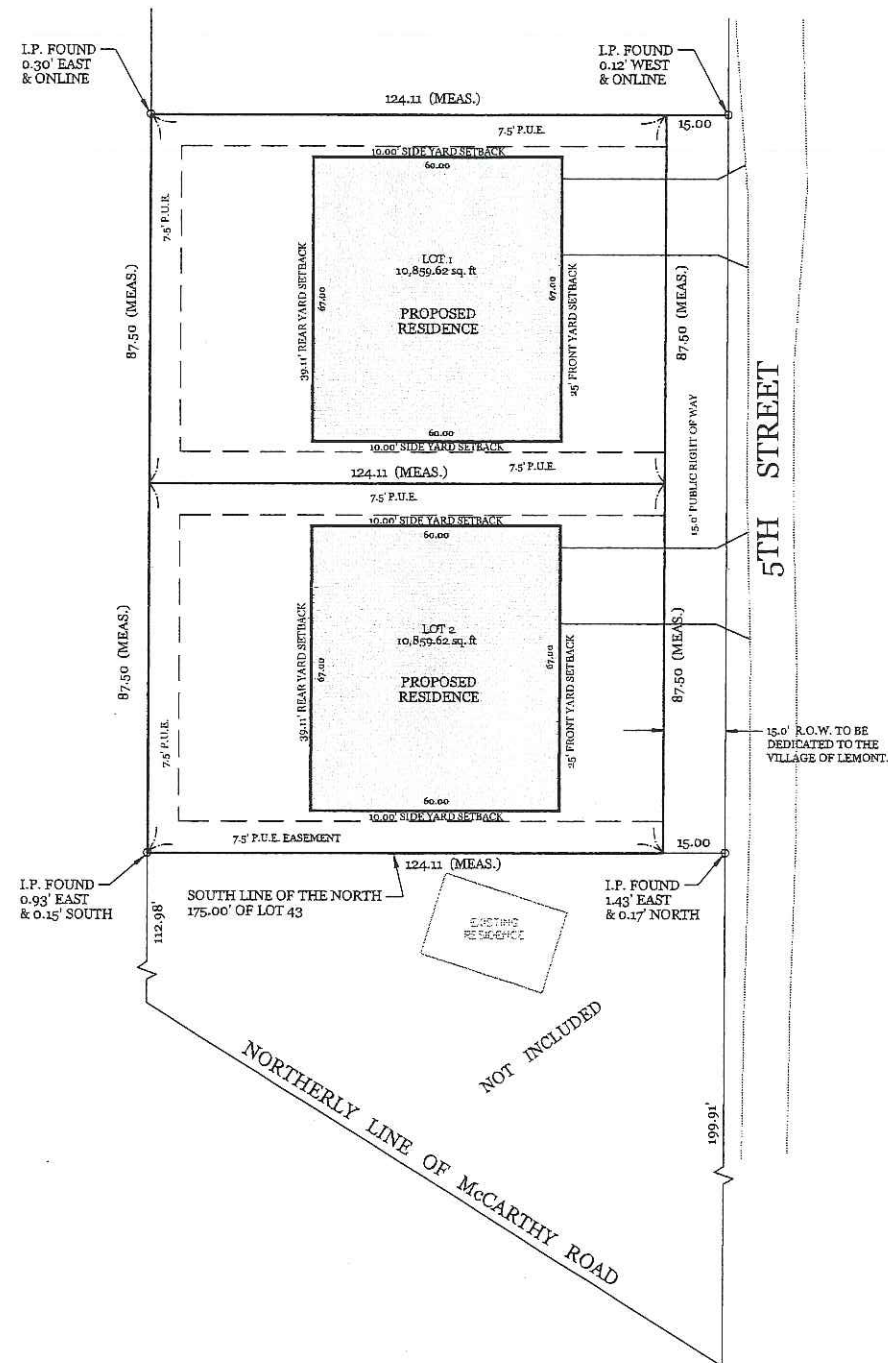 I.P. FOUND
0.30' EAST
& ONLINE
I.P. FOUND
0.12' WEST
& ONLINE
124.11 (MEAS.)
15.00
7.5' P.U.E.
10.00' SIDE YARD SETBACK
60.00
7.5' P.U.E.
87.50 (MEAS.)
39.11' REAR YARD SETBACK
67.00
LOT 1
10,859.62 sq. ft
PROPOSED
RESIDENCE
67.00
25' FRONT YARD SETBACK
87.50 (MEAS.)
60.00
10.00' SIDE YARD SETBACK
124.11 (MEAS.)
7.5' P.U.E.
15.0' PUBLIC RIGHT OF WAY
5TH STREET
7.5' P.U.E.
10.00' SIDE YARD SETBACK
60.00
87.50 (MEAS.)
39.11' REAR YARD SETBACK
67.00
LOT 2
10,859.62 sq. ft
PROPOSED
RESIDENCE
67.00
25' FRONT YARD SETBACK
87.50 (MEAS.)
7.5' P.U.E.
15.0' R.O.W. TO BE
DEDICATED TO THE
VILLAGE OF LEMONT.
60.00
10.00' SIDE YARD SETBACK
7.5' P.U.E. EASEMENT
15.00
124.11 (MEAS.)
I.P. FOUND
0.93' EAST
& 0.15' SOUTH
SOUTH LINE OF THE NORTH
175.00' OF LOT 43
I.P. FOUND
1.43' EAST
& 0.17' NORTH
112.98'
EXISTING
RESIDENCE
NOT INCLUDED
199.91'
NORTHERLY LINE OF McCARTHY ROAD